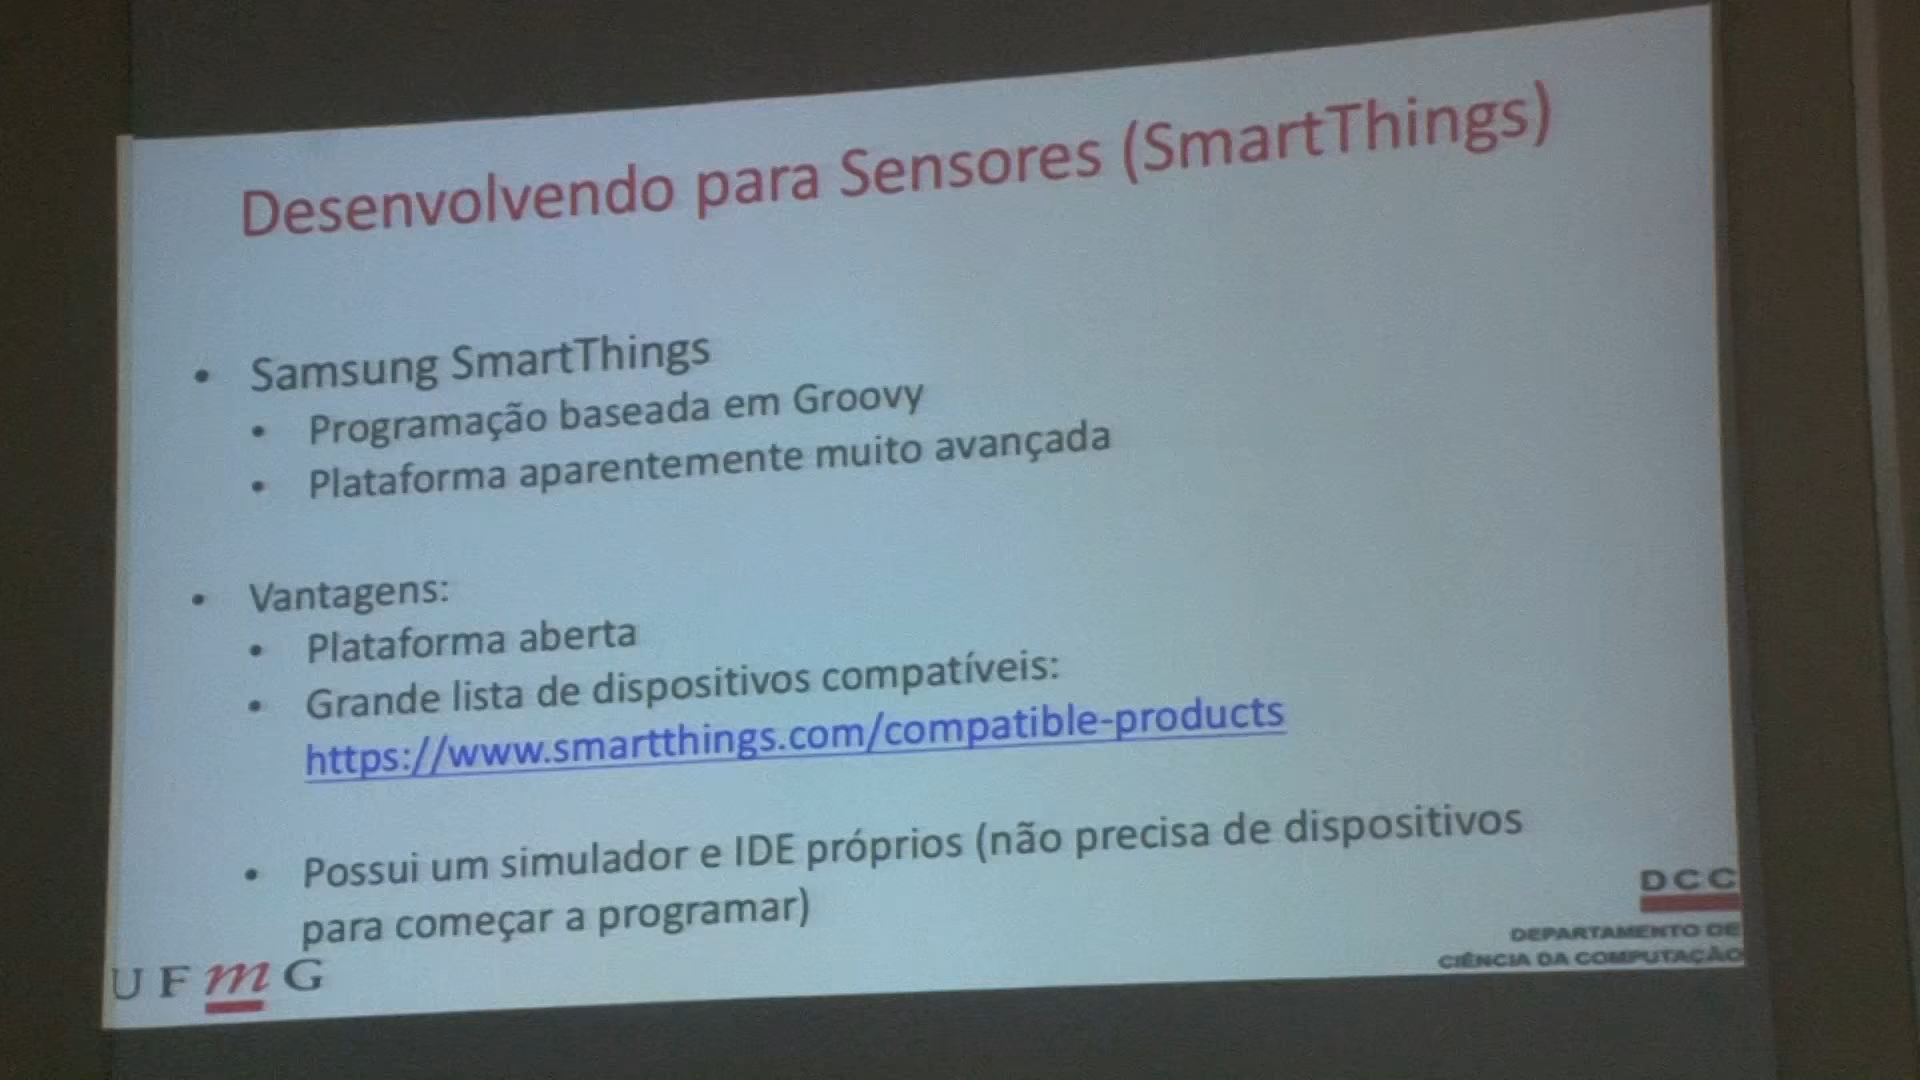 Desenvolvendo para Sensores (SmartThings)
• Samsung SmartThings
• Programação baseada em Groovy
• Plataforma aparentemente muito avançada
• Vantagens:
• Plataforma aberta
• Grande lista de dispositivos compatíveis:
https://www.smartthings.com/compatible-products
• Possui um simulador e IDE próprios (não precisa de dispositivos
para começar a programar)
UFmG
DCC
DEPARTAMENTO DE
CIÊNCIA DA COMPUTAÇÃO